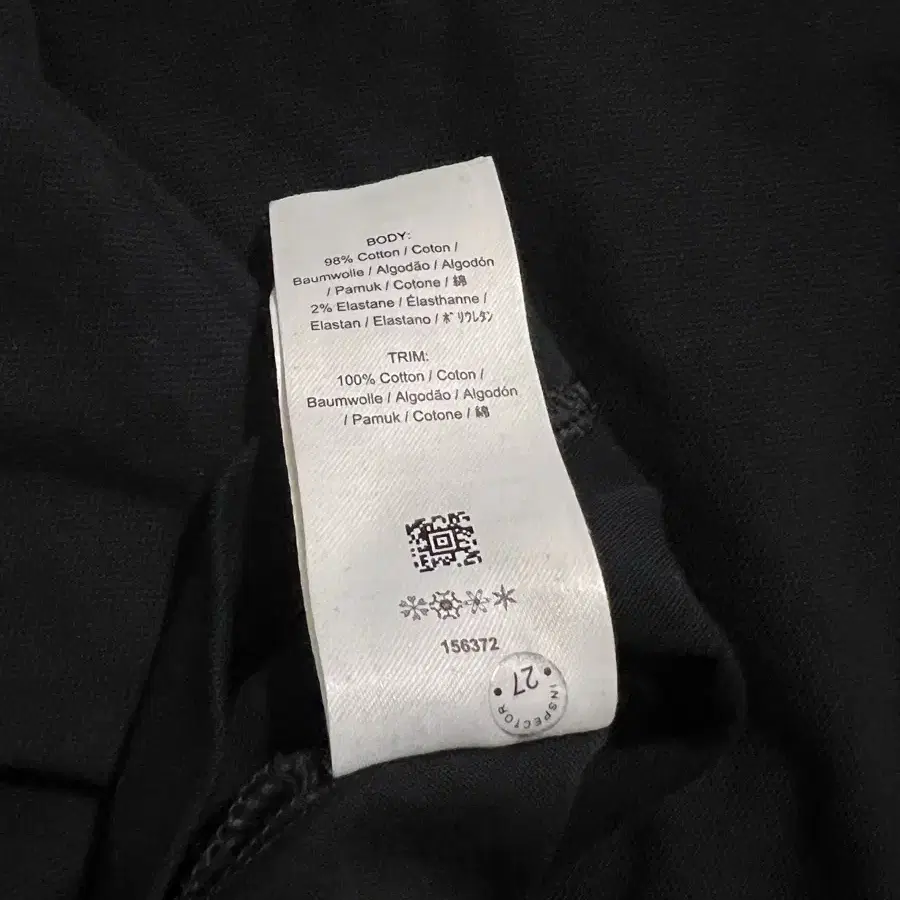 BODY:
98% Cotton / Coton /
Baumwolle / Algodão / Algodón
/ Pamuk / Cotone / 綿
2% Elastane / Élasthanne /
Elastan / Elastano / ﾎﾟﾘｳﾚﾀﾝ
TRIM:
100% Cotton / Coton /
Baumwolle / Algodão / Algodón
/ Pamuk / Cotone / 綿
156372
27
INSPECTOR